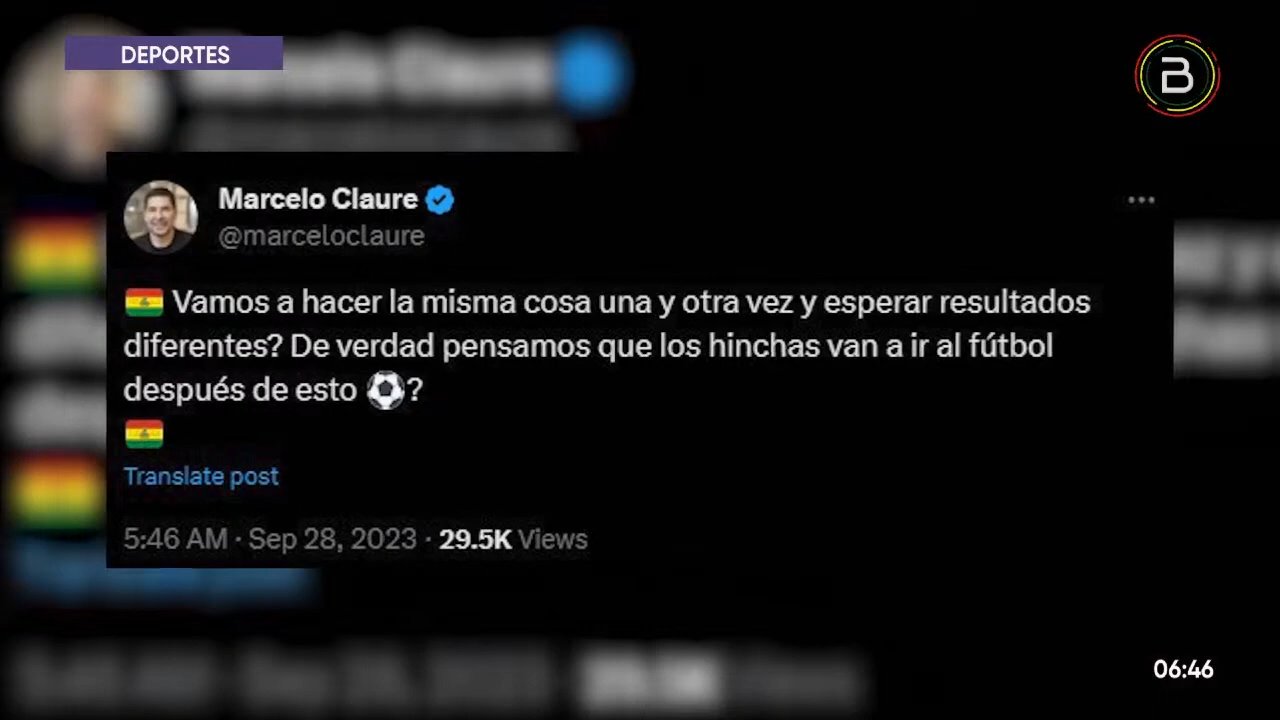 DEPORTES
B
Marcelo Claure
@marceloclaure
🇧🇴 Vamos a hacer la misma cosa una y otra vez y esperar resultados
diferentes? De verdad pensamos que los hinchas van a ir al fútbol
después de esto ⚽?
🇧🇴
Translate post
5:46 AM · Sep 28, 2023 · 29.5K Views
06:46